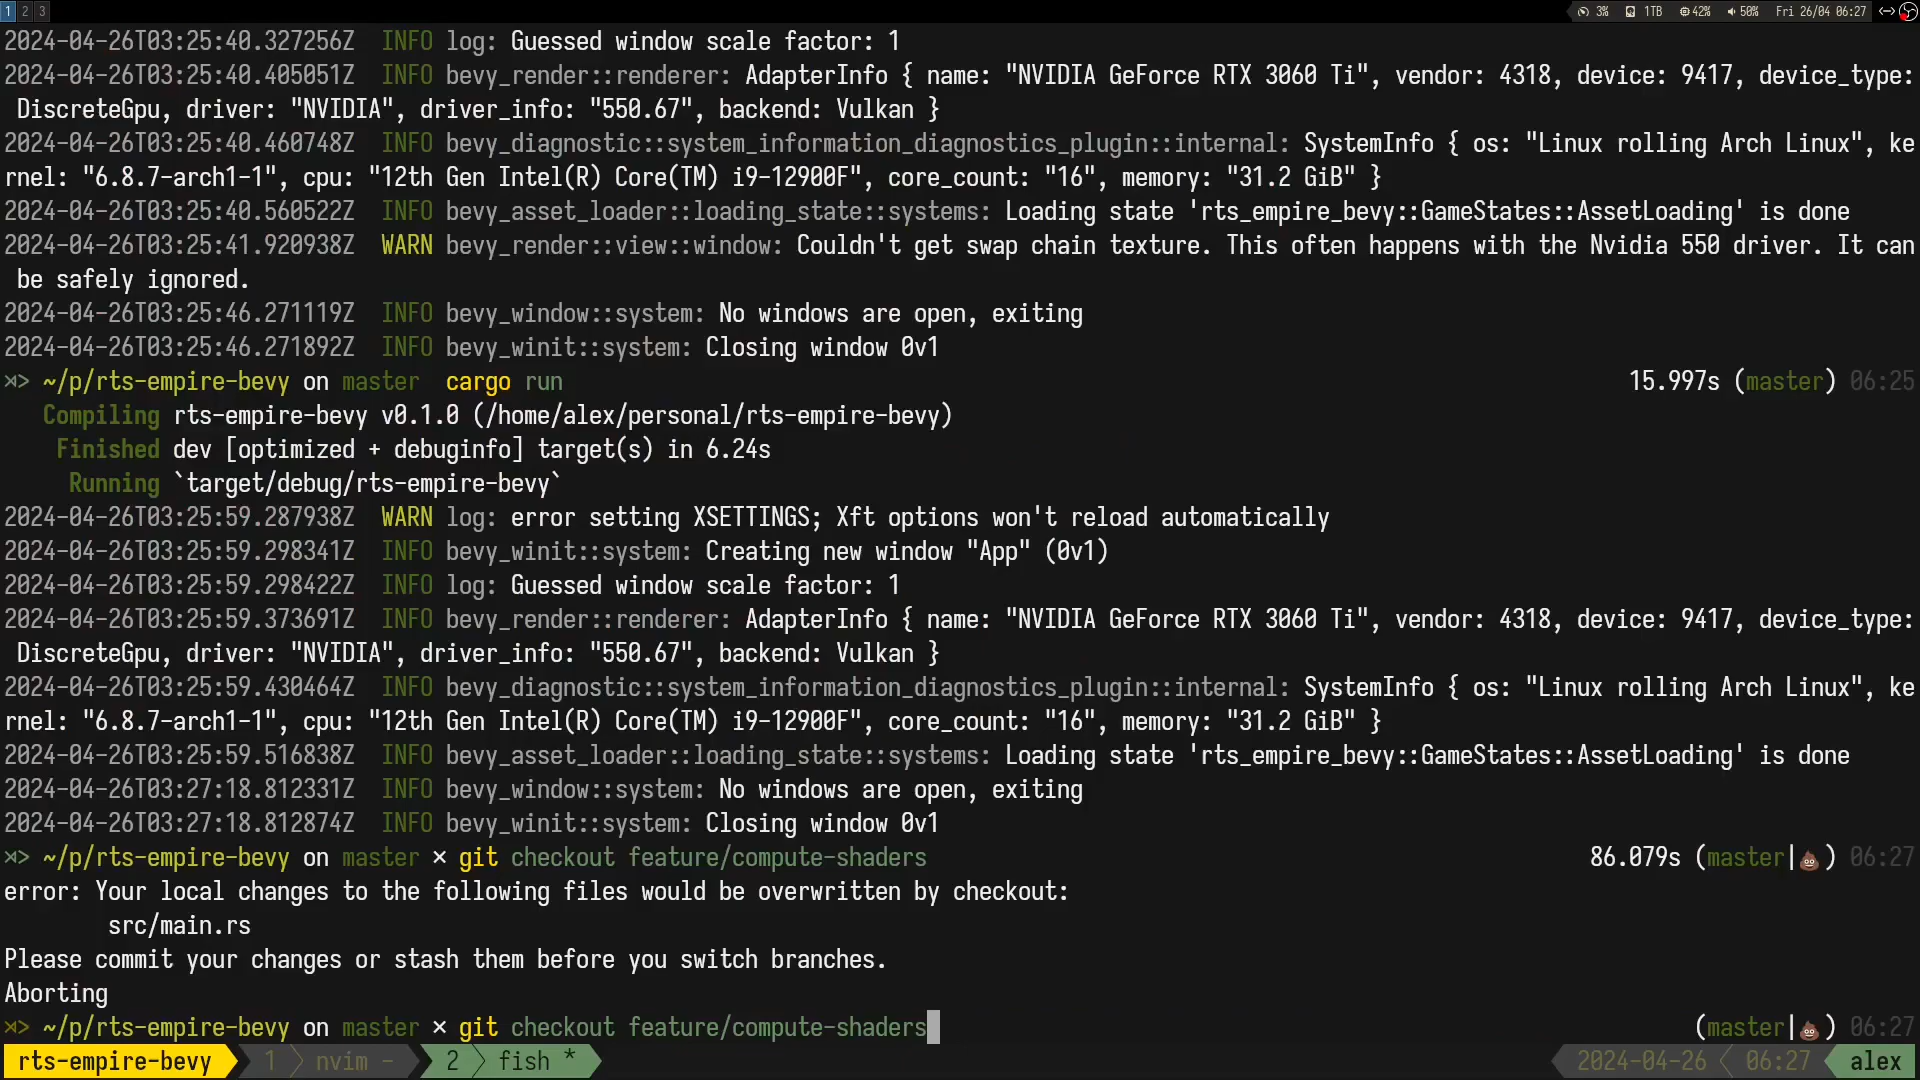 1 2 3 3% 1TB 42% 50% Fri 26/04 06:27
2024-04-26T03:25:40.327256Z  INFO log: Guessed window scale factor: 1
2024-04-26T03:25:40.405051Z  INFO bevy_render::renderer: AdapterInfo { name: "NVIDIA GeForce RTX 3060 Ti", vendor: 4318, device: 9417, device_type:
DiscreteGpu, driver: "NVIDIA", driver_info: "550.67", backend: Vulkan }
2024-04-26T03:25:40.460748Z  INFO bevy_diagnostic::system_information_diagnostics_plugin::internal: SystemInfo { os: "Linux rolling Arch Linux", ke
rnel: "6.8.7-arch1-1", cpu: "12th Gen Intel(R) Core(TM) i9-12900F", core_count: "16", memory: "31.2 GiB" }
2024-04-26T03:25:40.560522Z  INFO bevy_asset_loader::loading_state::systems: Loading state 'rts_empire_bevy::GameStates::AssetLoading' is done
2024-04-26T03:25:41.920938Z  WARN bevy_render::view::window: Couldn't get swap chain texture. This often happens with the Nvidia 550 driver. It can
be safely ignored.
2024-04-26T03:25:46.271119Z  INFO bevy_window::system: No windows are open, exiting
2024-04-26T03:25:46.271892Z  INFO bevy_winit::system: Closing window 0v1
⋊> ~/p/rts-empire-bevy on master  cargo run 15.997s (master) 06:25
Compiling rts-empire-bevy v0.1.0 (/home/alex/personal/rts-empire-bevy)
Finished dev [optimized + debuginfo] target(s) in 6.24s
Running `target/debug/rts-empire-bevy`
2024-04-26T03:25:59.287938Z  WARN log: error setting XSETTINGS; Xft options won't reload automatically
2024-04-26T03:25:59.298341Z  INFO bevy_winit::system: Creating new window "App" (0v1)
2024-04-26T03:25:59.298422Z  INFO log: Guessed window scale factor: 1
2024-04-26T03:25:59.373691Z  INFO bevy_render::renderer: AdapterInfo { name: "NVIDIA GeForce RTX 3060 Ti", vendor: 4318, device: 9417, device_type:
DiscreteGpu, driver: "NVIDIA", driver_info: "550.67", backend: Vulkan }
2024-04-26T03:25:59.430464Z  INFO bevy_diagnostic::system_information_diagnostics_plugin::internal: SystemInfo { os: "Linux rolling Arch Linux", ke
rnel: "6.8.7-arch1-1", cpu: "12th Gen Intel(R) Core(TM) i9-12900F", core_count: "16", memory: "31.2 GiB" }
2024-04-26T03:25:59.516838Z  INFO bevy_asset_loader::loading_state::systems: Loading state 'rts_empire_bevy::GameStates::AssetLoading' is done
2024-04-26T03:27:18.812331Z  INFO bevy_window::system: No windows are open, exiting
2024-04-26T03:27:18.812874Z  INFO bevy_winit::system: Closing window 0v1
⋊> ~/p/rts-empire-bevy on master × git checkout feature/compute-shaders 86.079s (master|💩) 06:27
error: Your local changes to the following files would be overwritten by checkout:
src/main.rs
Please commit your changes or stash them before you switch branches.
Aborting
⋊> ~/p/rts-empire-bevy on master × git checkout feature/compute-shaders (master|💩) 06:27
rts-empire-bevy 1 nvim - 2 fish * 2024-04-26 06:27 alex